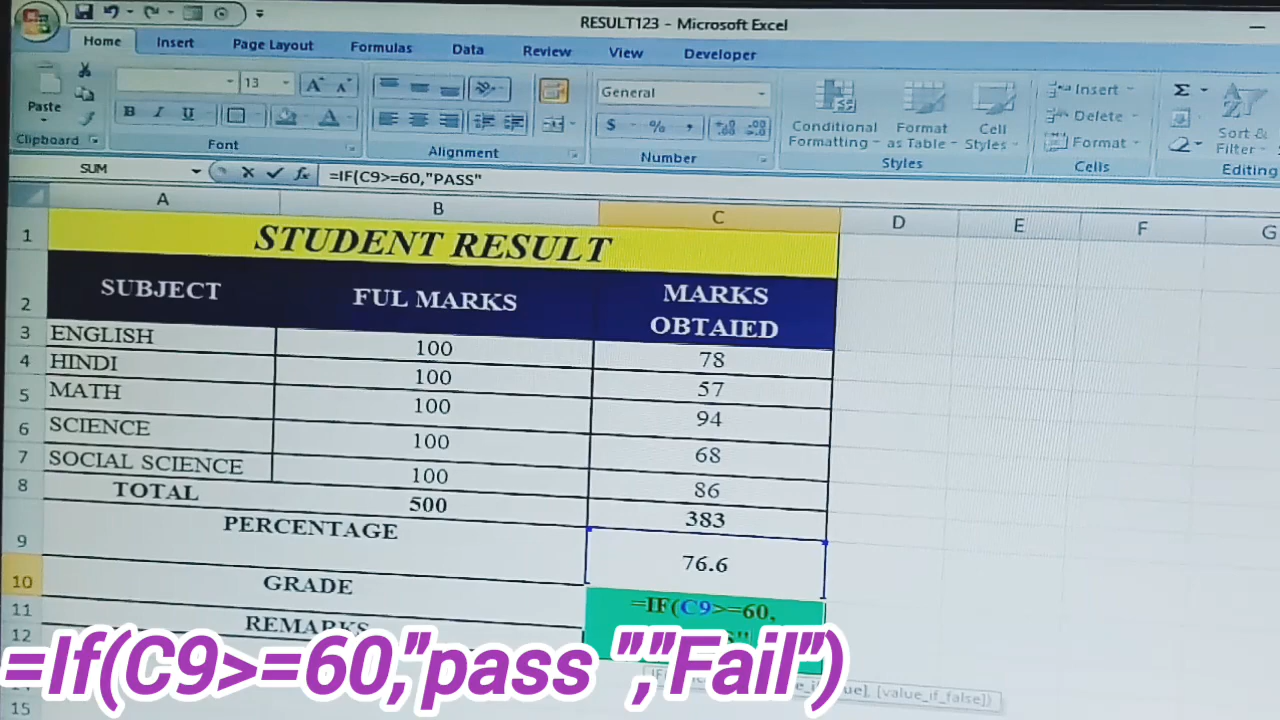 RESULT123 - Microsoft Excel
Home Insert Page Layout Formulas Data Review View Developer
13
General
Insert
Paste
B I U
$ % ,
Conditional Formatting
Format as Table
Cell Styles
Delete
Format
Σ
Sort & Filter
Clipboard Font Alignment Number Styles Cells Editing
SUM
fx =IF(C9>=60,"PASS"
A B C D E F G
1 STUDENT RESULT
2 SUBJECT FUL MARKS MARKS OBTAIED
3 ENGLISH 100 78
4 HINDI 100 57
5 MATH 100 94
6 SCIENCE 100 68
7 SOCIAL SCIENCE 100 86
8 TOTAL 500 383
9 PERCENTAGE 76.6
10 GRADE =IF(C9>=60,
11 REMARKS
12
=If(C9>=60,"pass "","Fail")
[value_if_false])
15